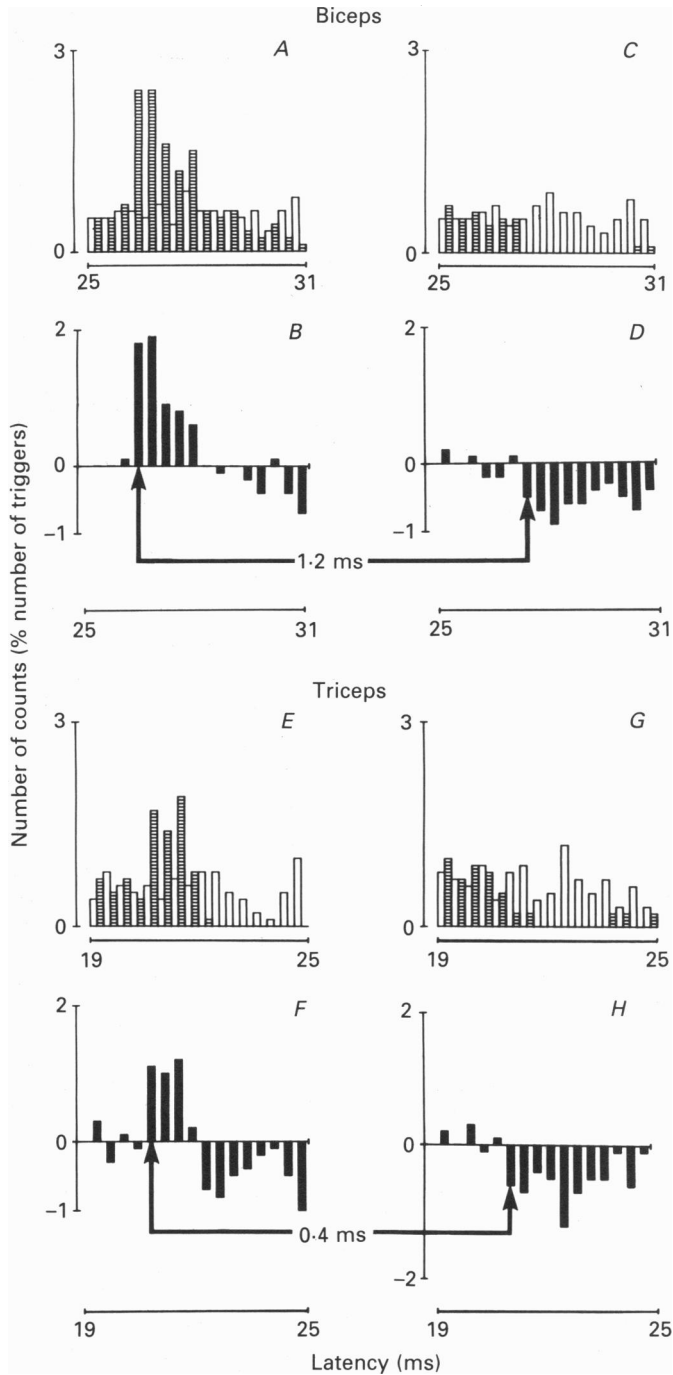 Biceps
3 A 3 C
0 0
25 31 25 31
2 B 2 D
0 0
−1 −1
1·2 ms
25 31 25 31
Number of counts (% number of triggers)
Triceps
3 E 3 G
0 0
19 25 19 25
2 F 2 H
0 0
−1
0·4 ms
−2
19 25 19 25
Latency (ms)